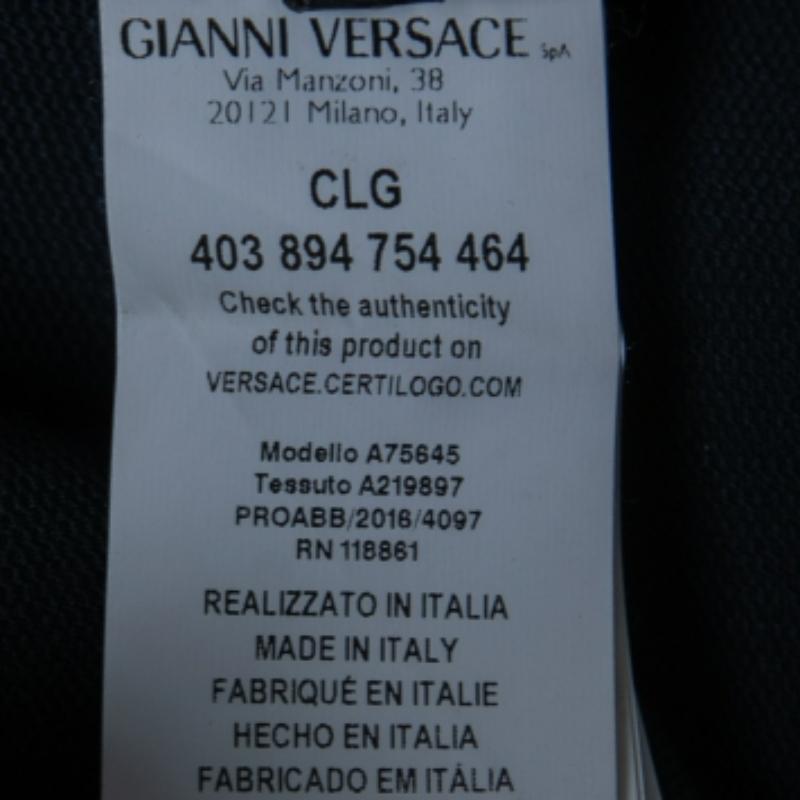 GIANNI VERSACE SpA
Via Manzoni, 38
20121 Milano, Italy
CLG
403 894 754 464
Check the authenticity
of this product on
VERSACE.CERTILOGO.COM
Modello A75645
Tessuto A219897
PROABB/2016/4097
RN 118861
REALIZZATO IN ITALIA
MADE IN ITALY
FABRIQUÉ EN ITALIE
HECHO EN ITALIA
FABRICADO EM ITÁLIA